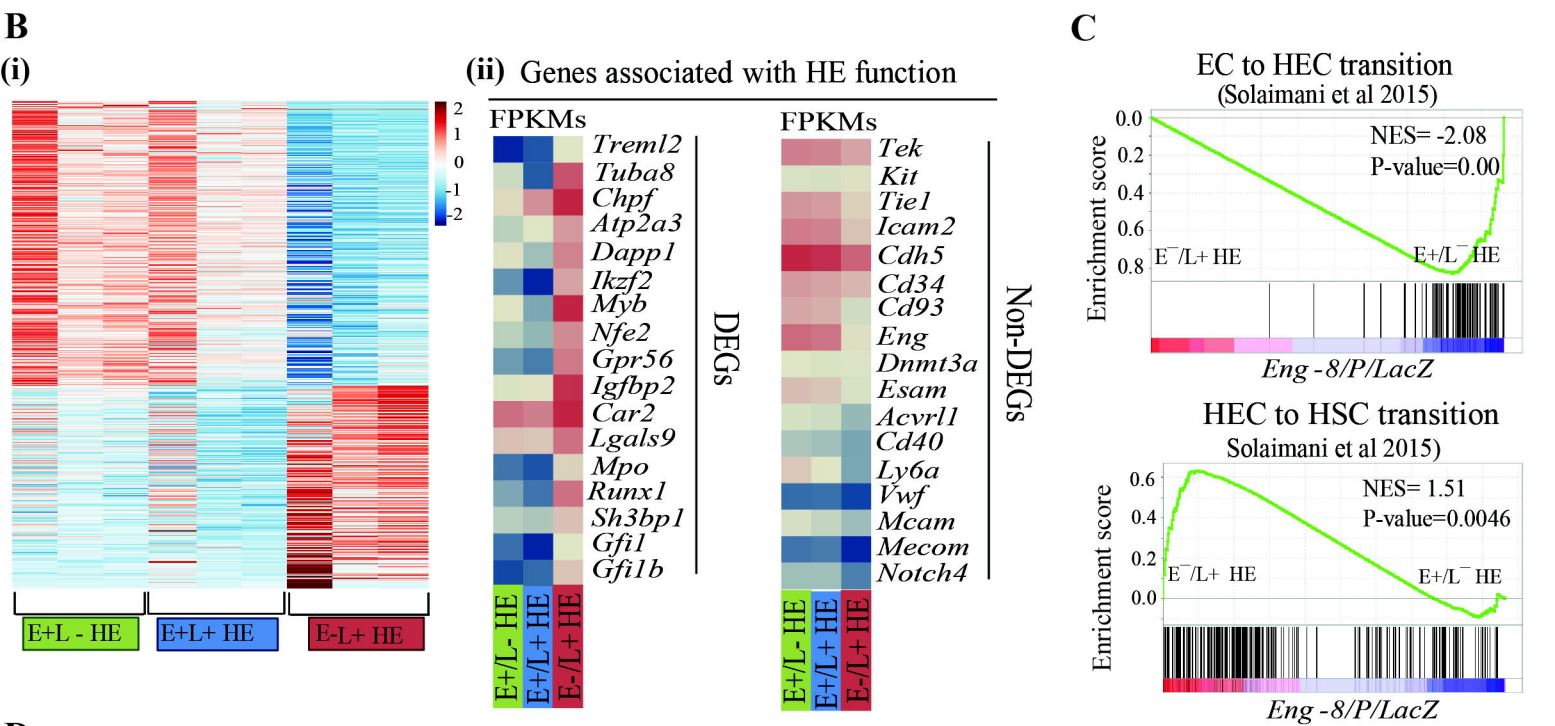 B
(i)
2
1
0
-1
-2
E+L - HE
E+L+ HE
E-L+ HE
(ii) Genes associated with HE function
FPKMs
Treml2
Tuba8
Chpf
Atp2a3
Dapp1
Ikzf2
Myb
Nfe2
Gpr56
Igfbp2
Car2
Lgals9
Mpo
Runx1
Sh3bp1
Gfi1
Gfi1b
DEGs
E+/L- HE
E+/L+ HE
E-/L+ HE
FPKMs
Tek
Kit
Tie1
Icam2
Cdh5
Cd34
Cd93
Eng
Dnmt3a
Esam
Acvrl1
Cd40
Ly6a
Vwf
Mcam
Mecom
Notch4
Non-DEGs
E+/L- HE
E+/L+ HE
E-/L+ HE
C
EC to HEC transition
(Solaimani et al 2015)
Enrichment score
0.0
0.2
0.4
0.6
0.8
NES= -2.08
P-value=0.00
E¯/L+ HE
E+/L¯ HE
Eng -8/P/LacZ
HEC to HSC transition
Solaimani et al 2015)
Enrichment score
0.6
0.4
0.2
0.0
NES= 1.51
P-value=0.0046
E¯/L+ HE
E+/L¯ HE
Eng -8/P/LacZ